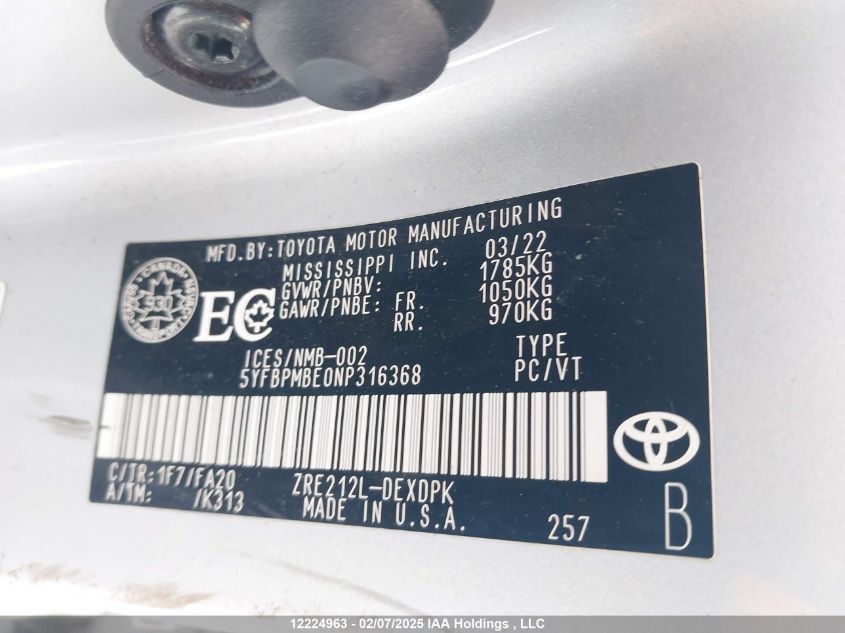 MFD.BY:TOYOTA MOTOR MANUFACTURING
MISSISSIPPI INC. 03/22
GVWR/PNBV: 1785KG
GAWR/PNBE: FR. 1050KG
RR. 970KG
CANADA
930
EC
ICES/NMB-002
5YFBPMBE0NP316368
TYPE
PC/VT
C/TR:1F7/FA20
A/TM: /K313
ZRE212L-DEXDPK
MADE IN U.S.A.
257
B
12224963 - 02/07/2025 IAA Holdings , LLC